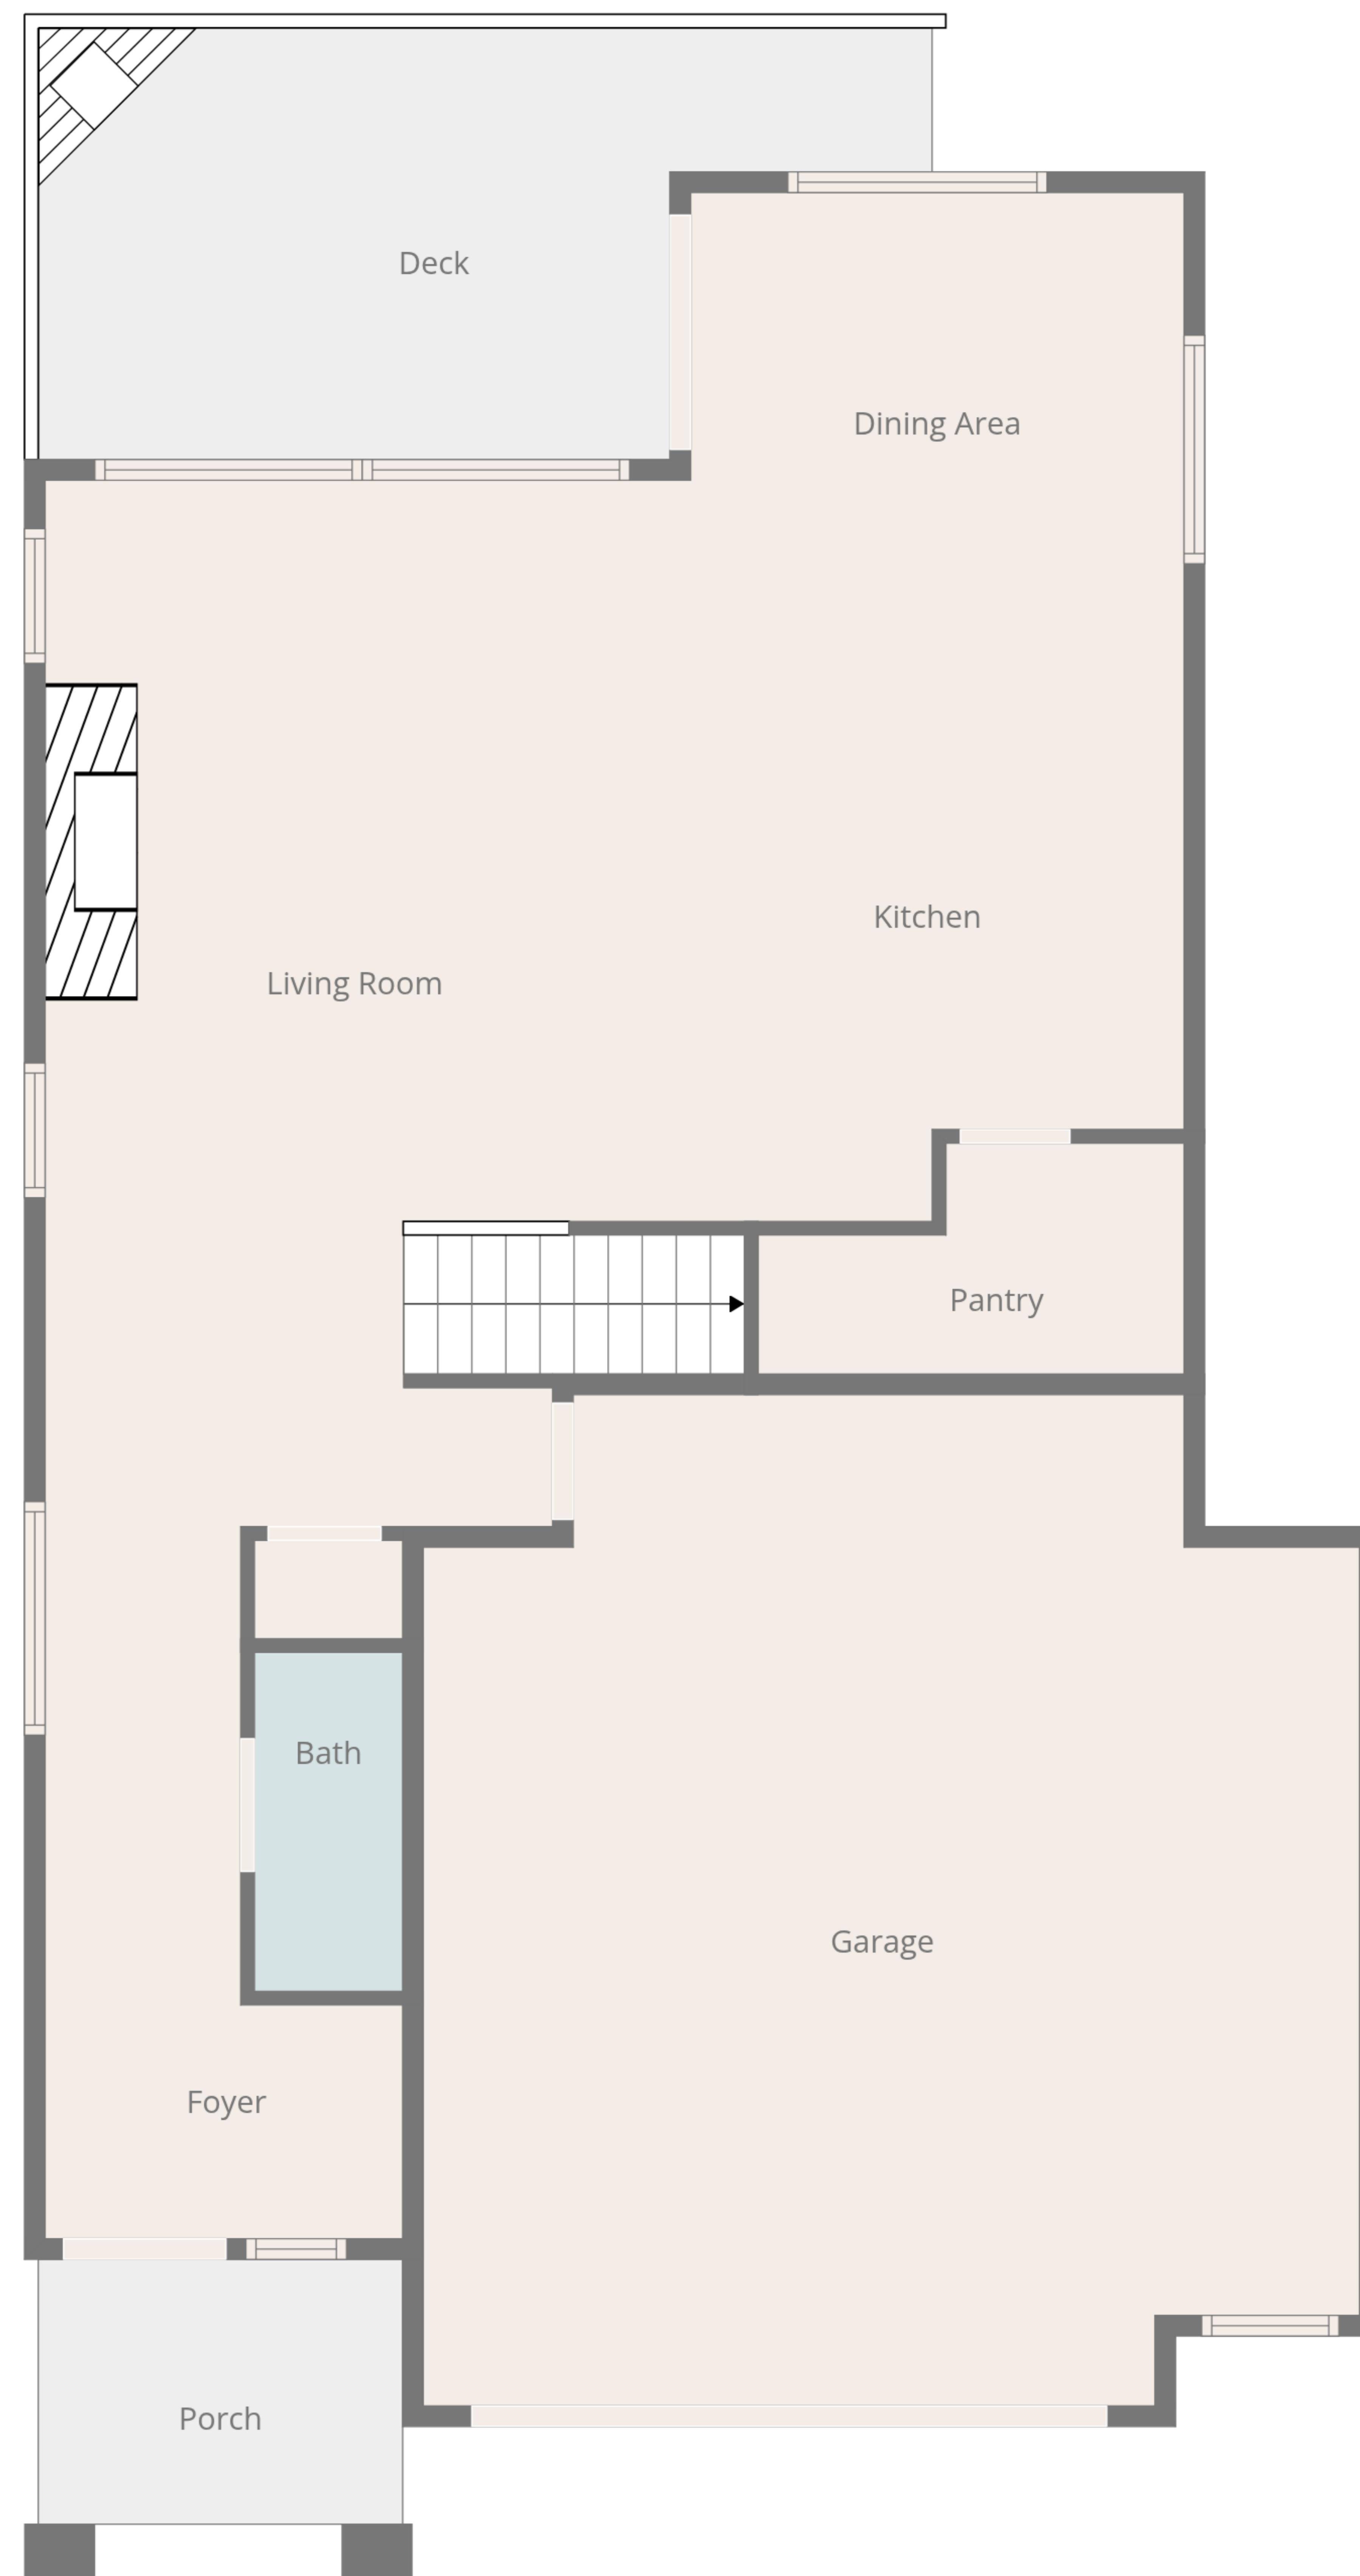 Deck
Dining Area
Kitchen
Living Room
Pantry
Bath
Garage
Foyer
Porch